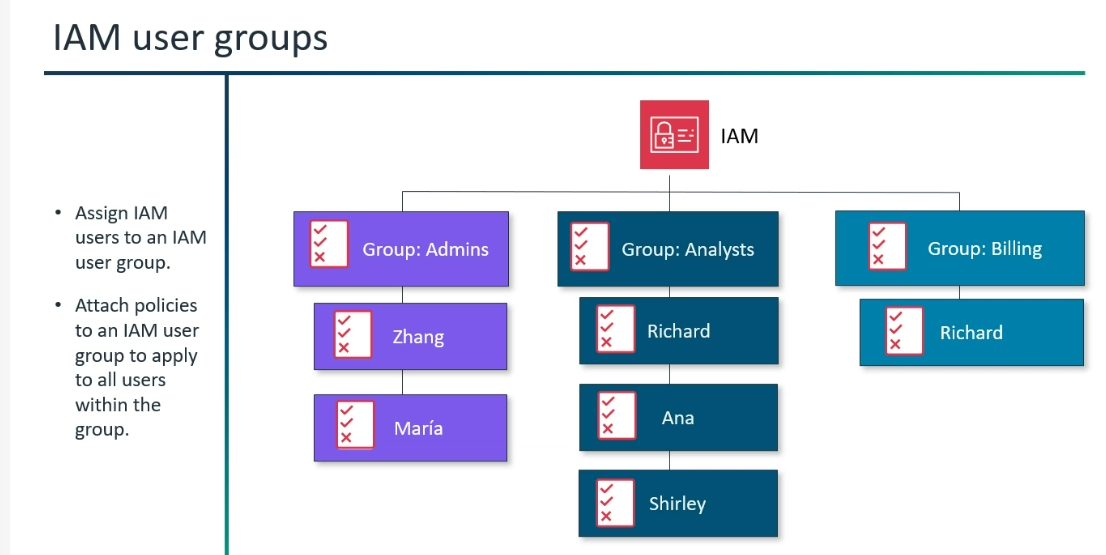 IAM user groups
IAM
• Assign IAM
users to an IAM
user group.
• Attach policies
to an IAM user
group to apply
to all users
within the
group.
Group: Admins
Zhang
María
Group: Analysts
Richard
Ana
Shirley
Group: Billing
Richard